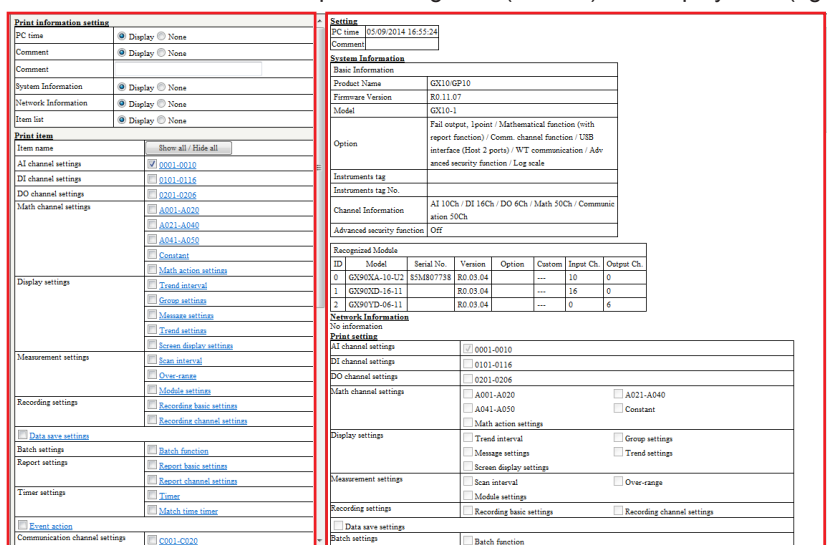 Print information setting
PC time Display None
Comment Display None
Comment
System Information Display None
Network Information Display None
Item list Display None
Print item
Item name Show all / Hide all
AI channel settings 0001-0010
DI channel settings 0101-0116
DO channel settings 0201-0206
Math channel settings A001-A020
A021-A040
A041-A050
Constant
Math action settings
Display settings Trend interval
Group settings
Message settings
Trend settings
Screen display settings
Measurement settings Scan interval
Over-range
Module settings
Recording settings Recording basic settings
Recording channel settings
Data save settings
Batch settings Batch function
Report settings Report basic settings
Report channel settings
Timer settings Timer
Match time timer
Event action
Communication channel settings C001-C020
Setting
PC time 05/09/2014 16:55:24
Comment
System Information
Basic Information
Product Name GX10/GP10
Firmware Version R0.11.07
Model GX10-1
Option Fail output, 1point / Mathematical function (with
report function) / Comm. channel function / USB
interface (Host 2 ports) / WT communication / Adv
anced security function / Log scale
Instruments tag
Instruments tag No.
Channel Information AI 10Ch / DI 16Ch / DO 6Ch / Math 50Ch / Communic
ation 50Ch
Advanced security function Off
Recognized Module
ID Model Serial No. Version Option Custom Input Ch. Output Ch.
0 GX90XA-10-U2 S5M807738 R0.03.04 --- 10 0
1 GX90XD-16-11 R0.03.04 --- 16 0
2 GX90YD-06-11 R0.03.04 --- 0 6
Network Information
No information
Print setting
AI channel settings 0001-0010
DI channel settings 0101-0116
DO channel settings 0201-0206
Math channel settings A001-A020 A021-A040
A041-A050 Constant
Math action settings
Display settings Trend interval Group settings
Message settings Trend settings
Screen display settings
Measurement settings Scan interval Over-range
Module settings
Recording settings Recording basic settings Recording channel settings
Data save settings
Batch settings Batch function